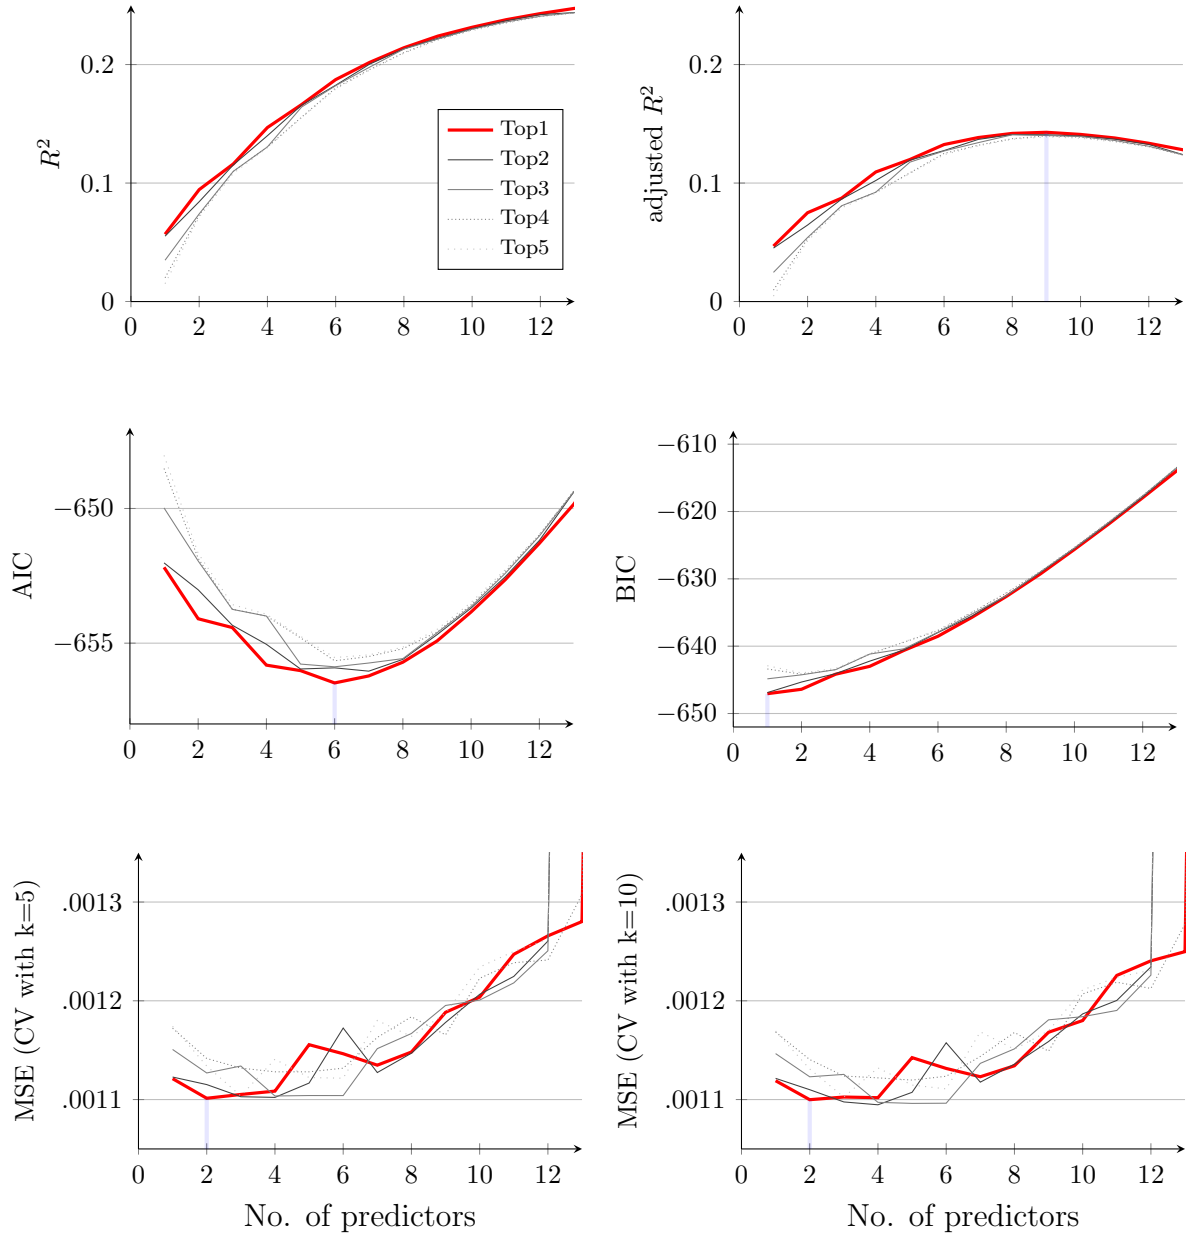 R²
0.2
0.1
0
0 2 4 6 8 10 12
Top1
Top2
Top3
Top4
Top5
adjusted R²
0.2
0.1
0
0 2 4 6 8 10 12
AIC
−650
−655
0 2 4 6 8 10 12
BIC
−610
−620
−630
−640
−650
0 2 4 6 8 10 12
MSE (CV with k=5)
.0013
.0012
.0011
0 2 4 6 8 10 12
No. of predictors
MSE (CV with k=10)
.0013
.0012
.0011
0 2 4 6 8 10 12
No. of predictors